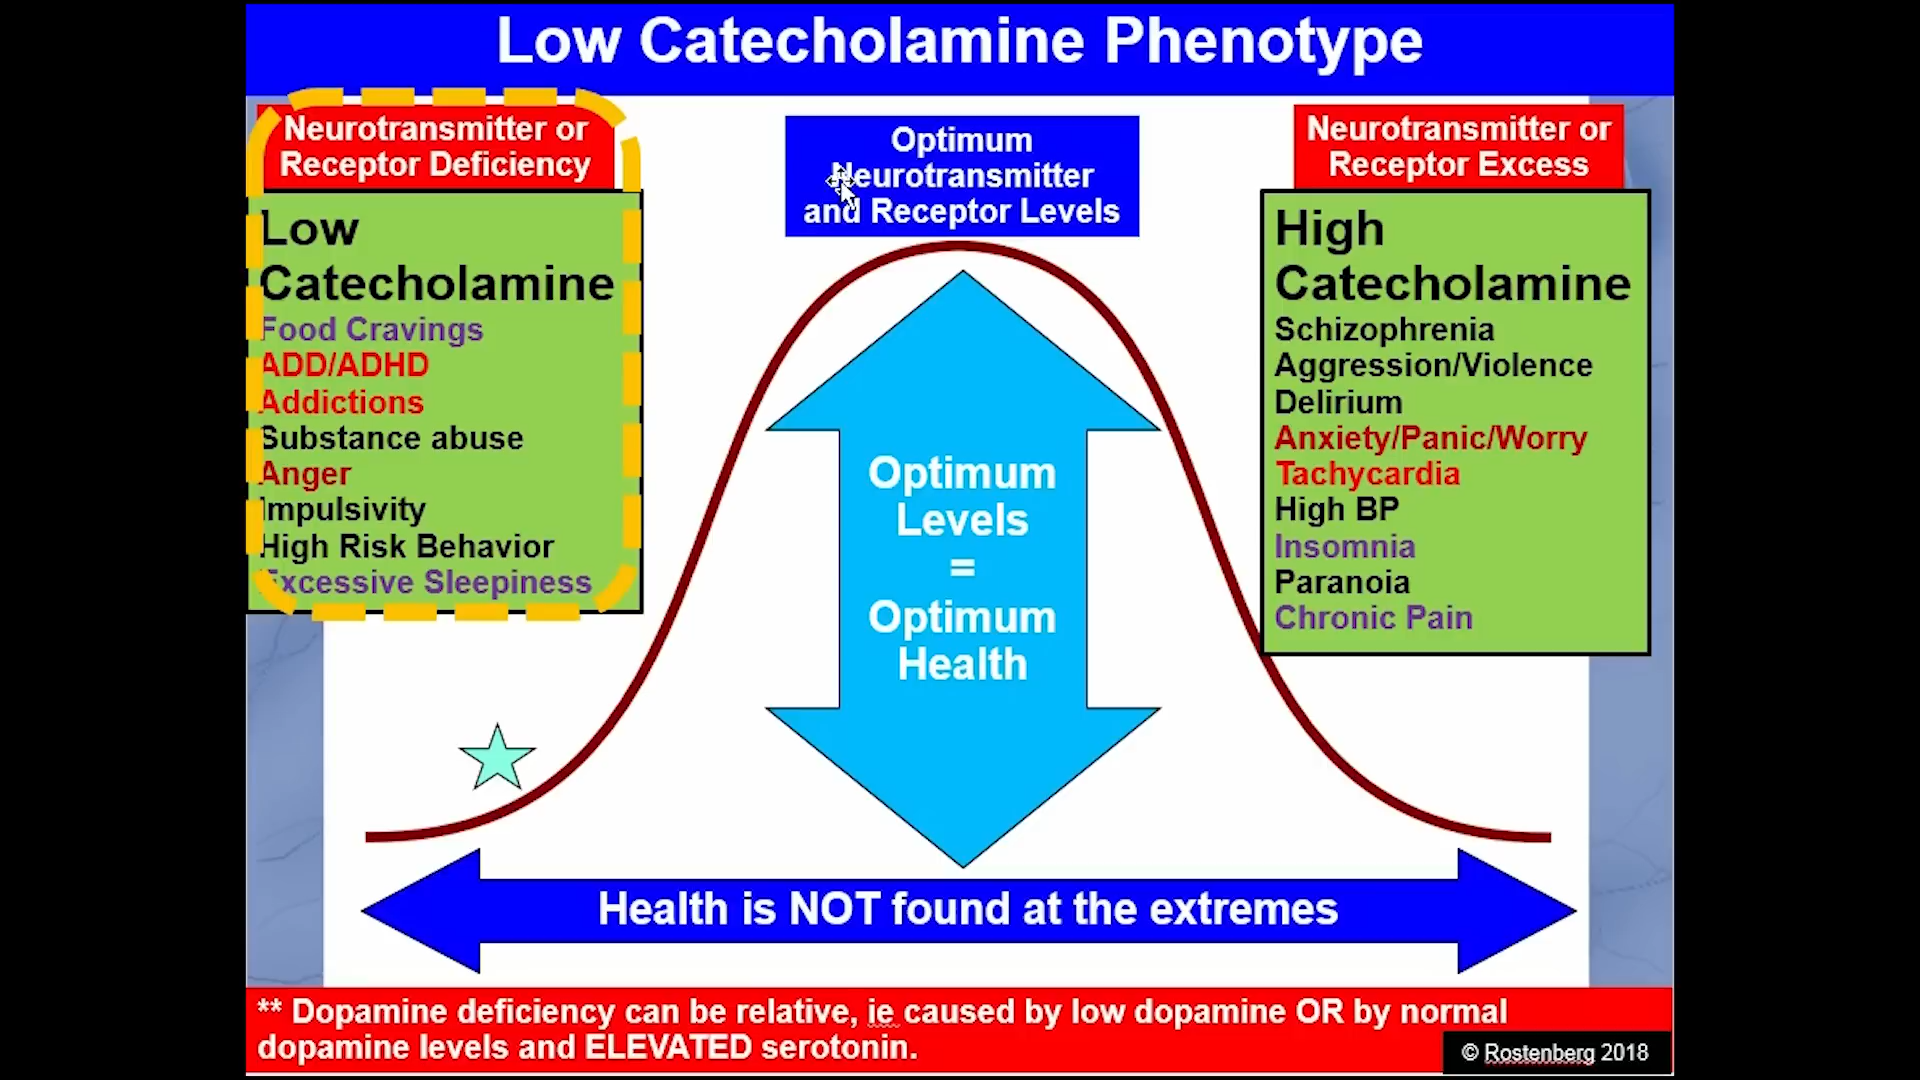 Low Catecholamine Phenotype
Neurotransmitter or
Receptor Deficiency
Low
Catecholamine
Food Cravings
ADD/ADHD
Addictions
Substance abuse
Anger
Impulsivity
High Risk Behavior
Excessive Sleepiness
Optimum
Neurotransmitter
and Receptor Levels
Optimum
Levels
=
Optimum
Health
Neurotransmitter or
Receptor Excess
High
Catecholamine
Schizophrenia
Aggression/Violence
Delirium
Anxiety/Panic/Worry
Tachycardia
High BP
Insomnia
Paranoia
Chronic Pain
Health is NOT found at the extremes
** Dopamine deficiency can be relative, ie caused by low dopamine OR by normal
dopamine levels and ELEVATED serotonin.
© Rostenberg 2018